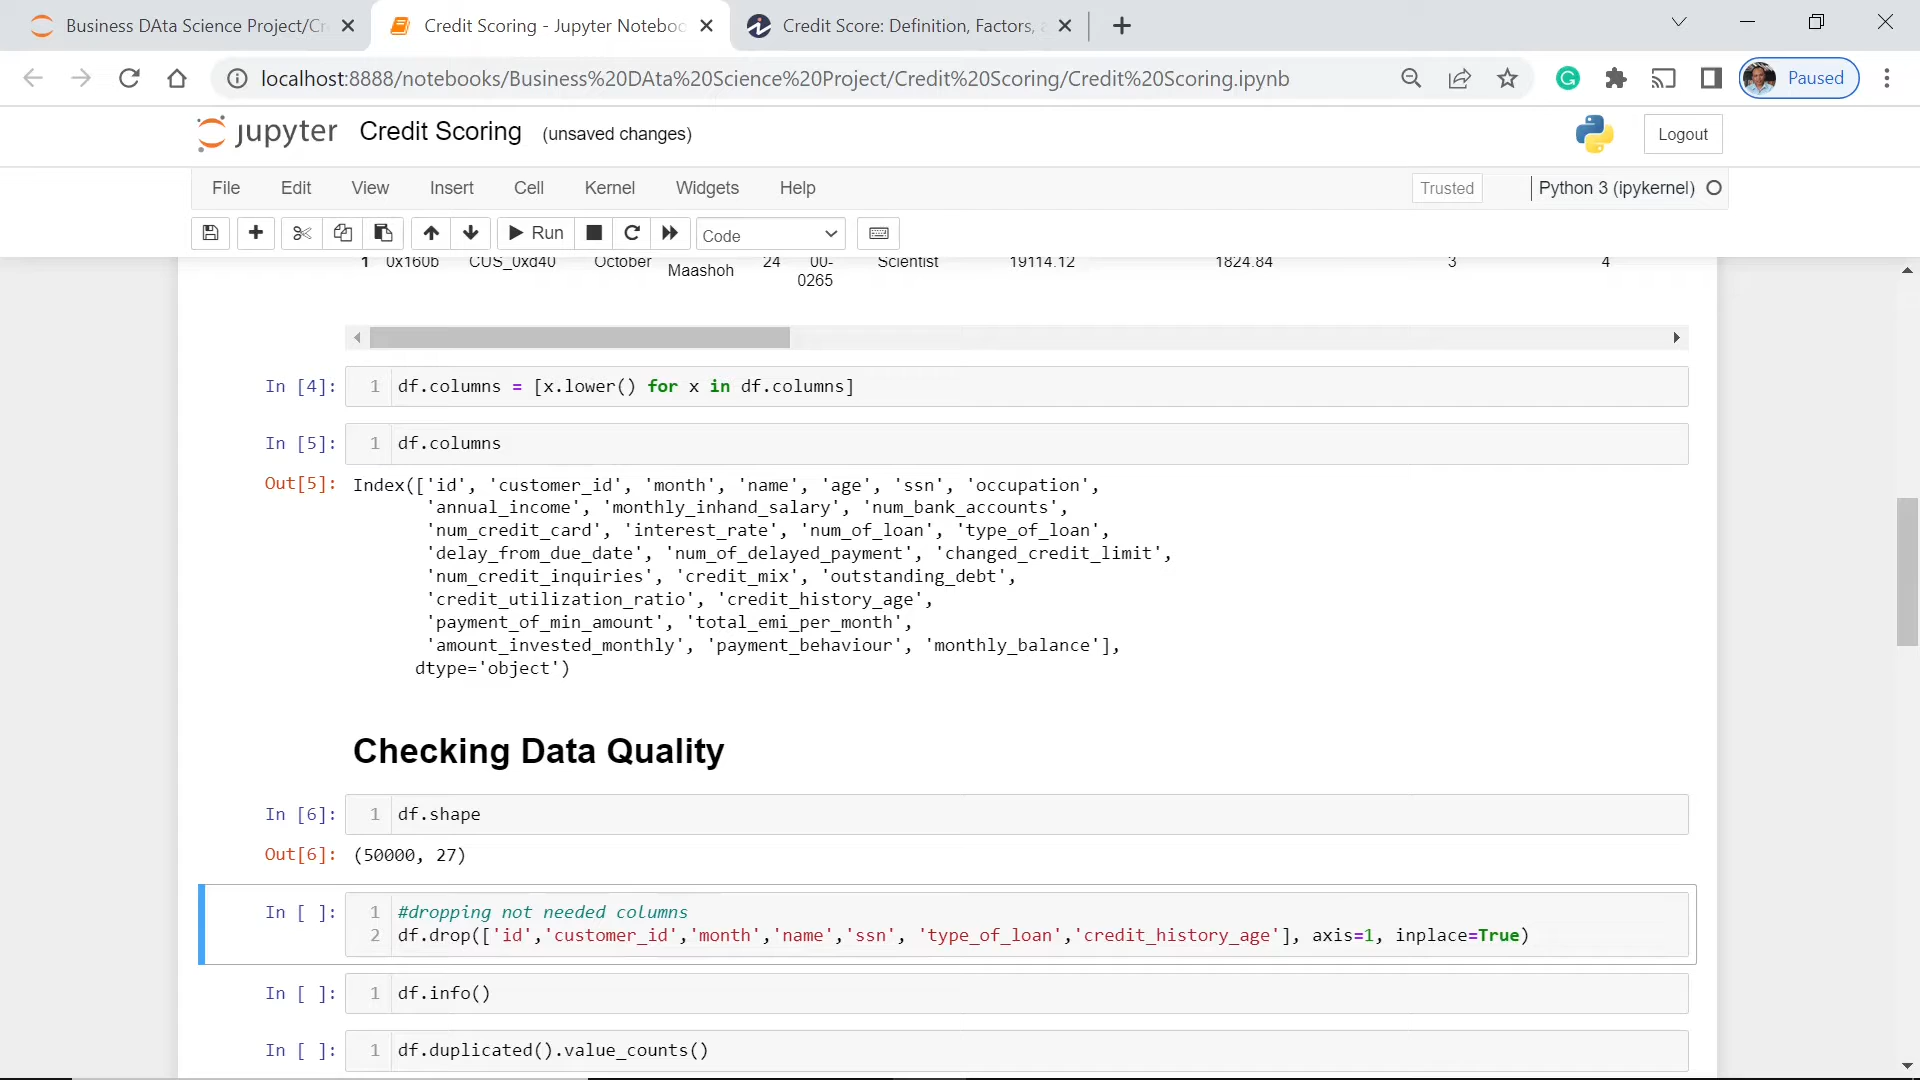 Business DAta Science Project/Cr
Credit Scoring - Jupyter Noteboo
Credit Score: Definition, Factors, a
localhost:8888/notebooks/Business%20DAta%20Science%20Project/Credit%20Scoring/Credit%20Scoring.ipynb
Paused
jupyter Credit Scoring (unsaved changes)
Logout
File Edit View Insert Cell Kernel Widgets Help
Trusted
Python 3 (ipykernel)
Run
Code
1 0x160b CUS_0xd40 October Maashoh 24 00-0265 Scientist 19114.12 1824.84 3 4
In [4]: 1 df.columns = [x.lower() for x in df.columns]
In [5]: 1 df.columns
Out[5]: Index(['id', 'customer_id', 'month', 'name', 'age', 'ssn', 'occupation',
'annual_income', 'monthly_inhand_salary', 'num_bank_accounts',
'num_credit_card', 'interest_rate', 'num_of_loan', 'type_of_loan',
'delay_from_due_date', 'num_of_delayed_payment', 'changed_credit_limit',
'num_credit_inquiries', 'credit_mix', 'outstanding_debt',
'credit_utilization_ratio', 'credit_history_age',
'payment_of_min_amount', 'total_emi_per_month',
'amount_invested_monthly', 'payment_behaviour', 'monthly_balance'],
dtype='object')
Checking Data Quality
In [6]: 1 df.shape
Out[6]: (50000, 27)
In [ ]: 1 #dropping not needed columns
2 df.drop(['id','customer_id','month','name','ssn', 'type_of_loan','credit_history_age'], axis=1, inplace=True)
In [ ]: 1 df.info()
In [ ]: 1 df.duplicated().value_counts()